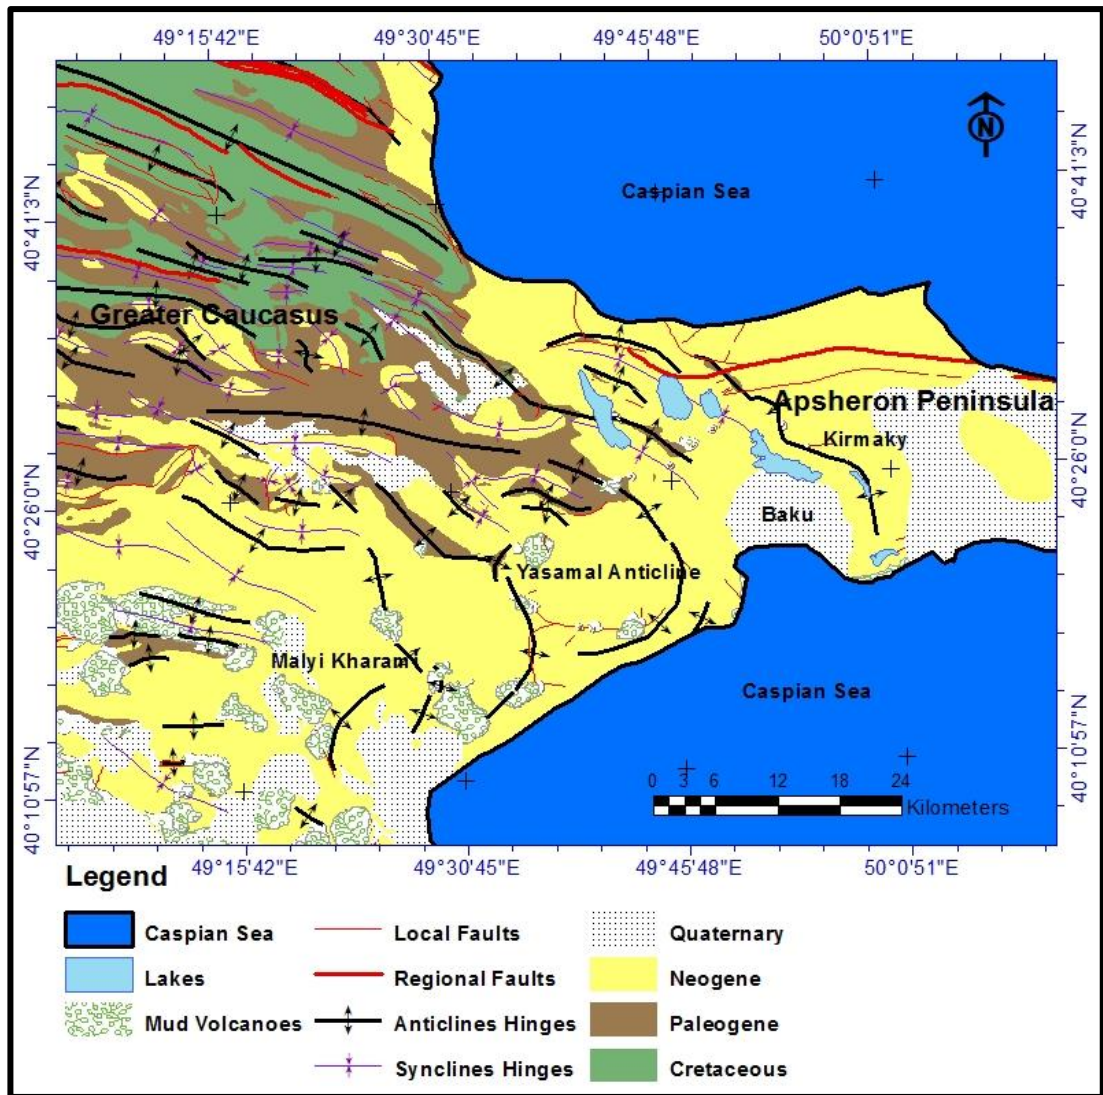 49°15'42"E 49°30'45"E 49°45'48"E 50°0'51"E
N
40°41'3"N
40°41'3"N
Caspian Sea
Greater Caucasus
Apsheron Peninsula
Kirmaky
40°26'0"N
40°26'0"N
Baku
Yasamal Anticline
Malyi Kharami
Caspian Sea
40°10'57"N
40°10'57"N
0 3 6 12 18 24
Kilometers
49°15'42"E 49°30'45"E 49°45'48"E 50°0'51"E
Legend
Caspian Sea
Lakes
Mud Volcanoes
Local Faults
Regional Faults
Anticlines Hinges
Synclines Hinges
Quaternary
Neogene
Paleogene
Cretaceous